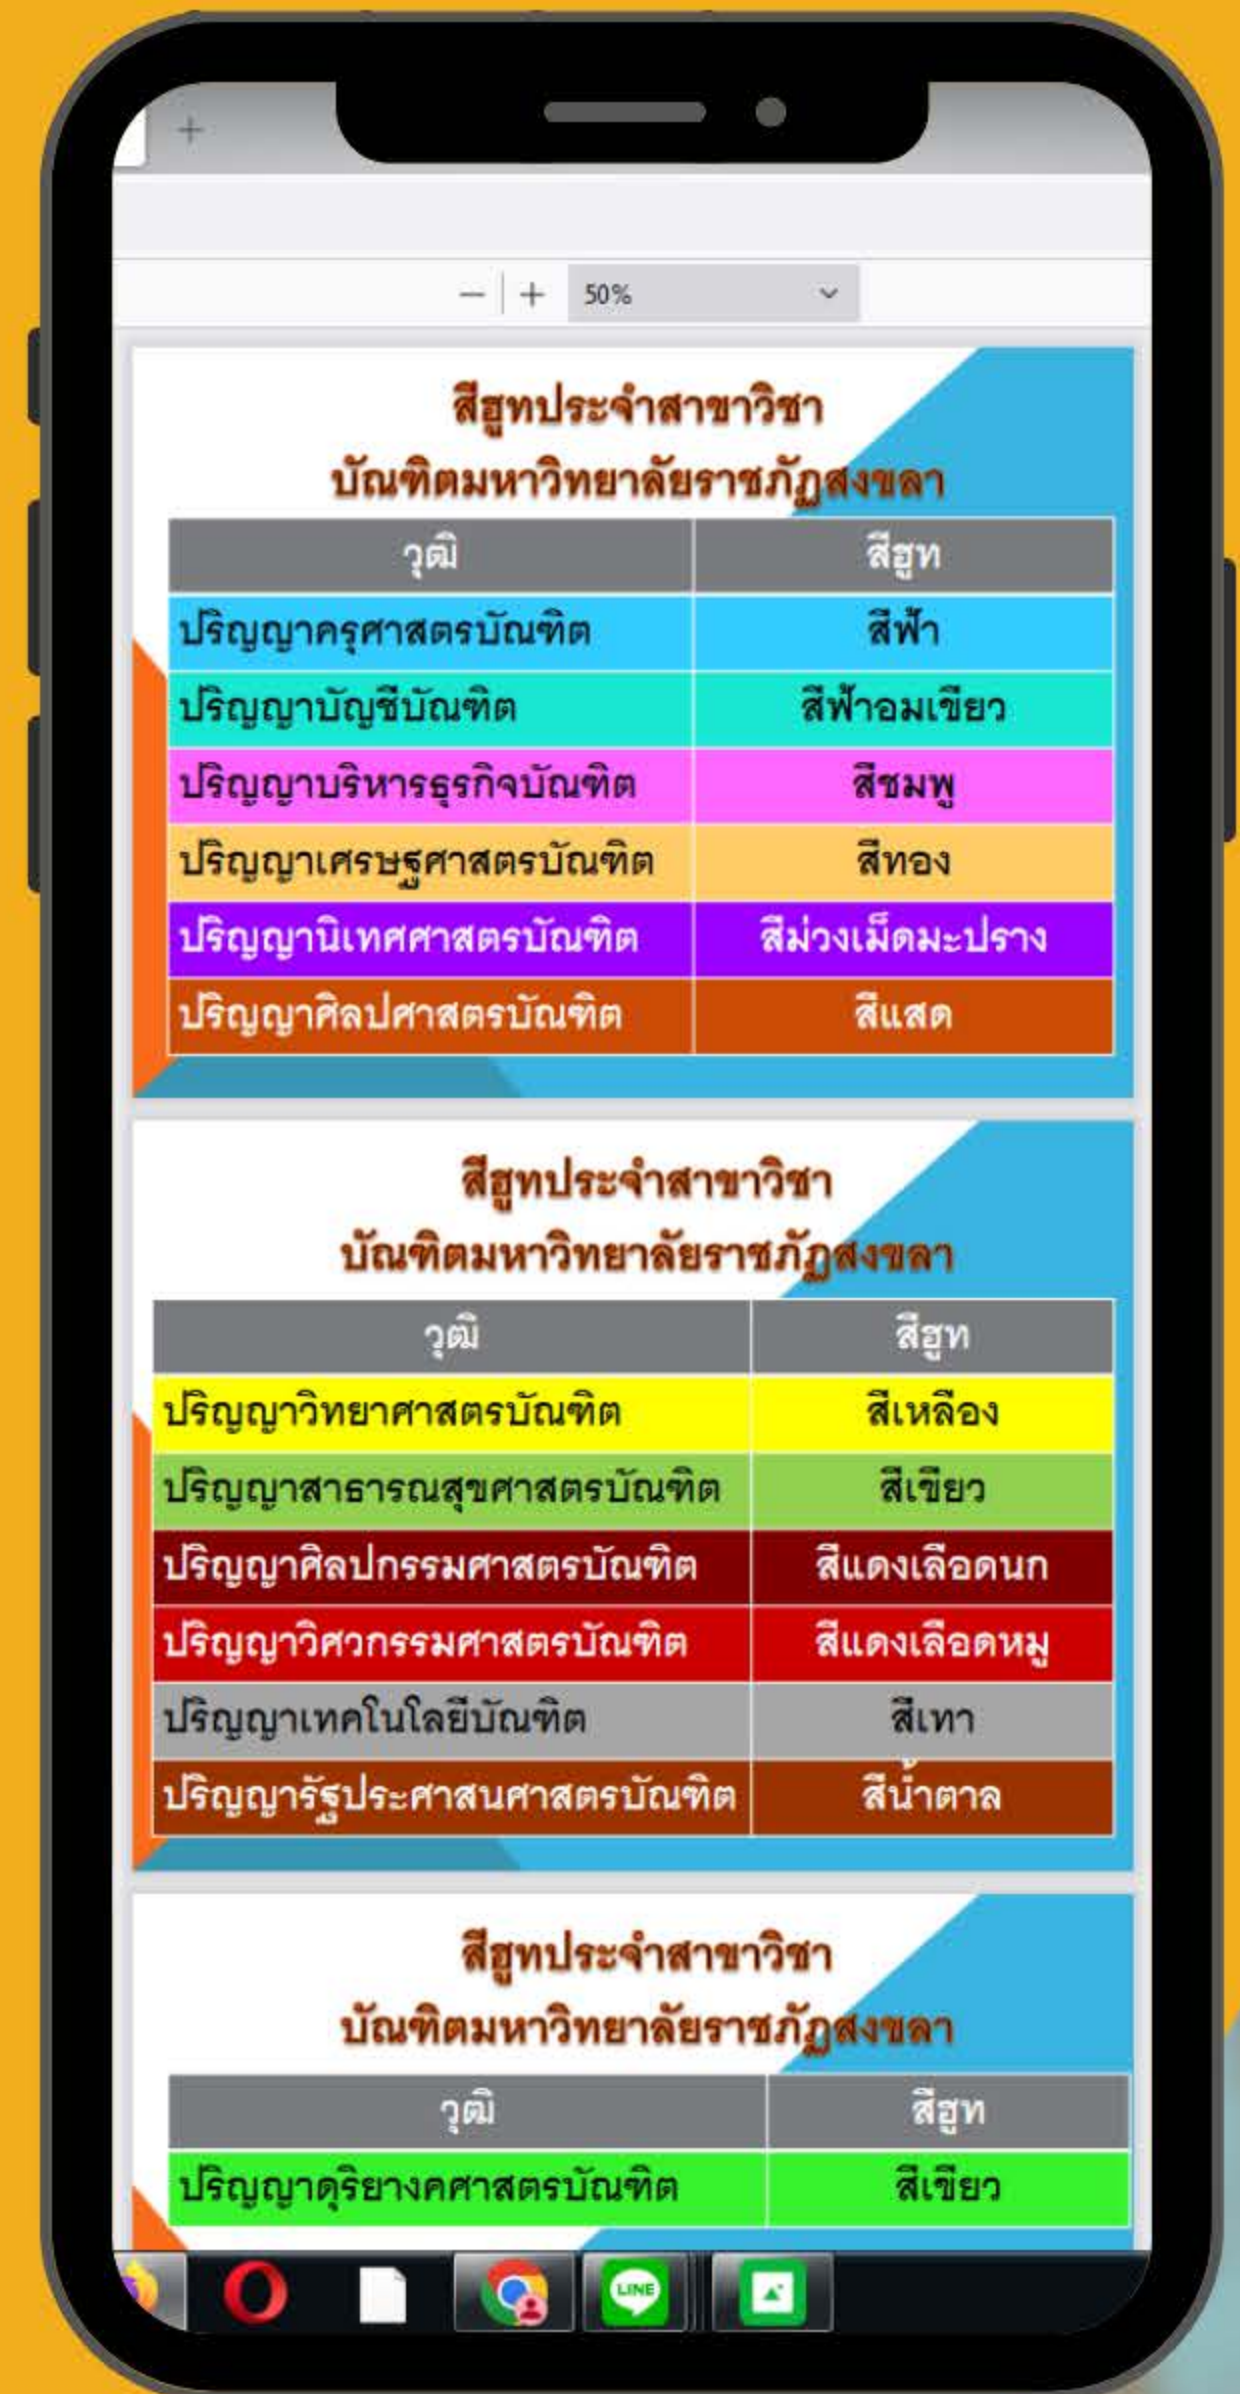 +
− + 50%
สีฮูทประจำสาขาวิชา
บัณฑิตมหาวิทยาลัยราชภัฏสงขลา
วุฒิ สีฮูท
ปริญญาครุศาสตรบัณฑิต สีฟ้า
ปริญญาบัญชีบัณฑิต สีฟ้าอมเขียว
ปริญญาบริหารธุรกิจบัณฑิต สีชมพู
ปริญญาเศรษฐศาสตรบัณฑิต สีทอง
ปริญญานิเทศศาสตรบัณฑิต สีม่วงเม็ดมะปราง
ปริญญาศิลปศาสตรบัณฑิต สีแสด
สีฮูทประจำสาขาวิชา
บัณฑิตมหาวิทยาลัยราชภัฏสงขลา
วุฒิ สีฮูท
ปริญญาวิทยาศาสตรบัณฑิต สีเหลือง
ปริญญาสาธารณสุขศาสตรบัณฑิต สีเขียว
ปริญญาศิลปกรรมศาสตรบัณฑิต สีแดงเลือดนก
ปริญญาวิศวกรรมศาสตรบัณฑิต สีแดงเลือดหมู
ปริญญาเทคโนโลยีบัณฑิต สีเทา
ปริญญารัฐประศาสนศาสตรบัณฑิต สีน้ำตาล
สีฮูทประจำสาขาวิชา
บัณฑิตมหาวิทยาลัยราชภัฏสงขลา
วุฒิ สีฮูท
ปริญญาดุริยางคศาสตรบัณฑิต สีเขียว
LINE